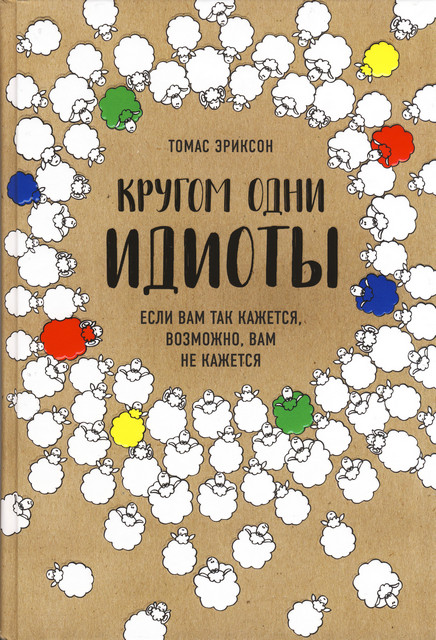 ТОМАС ЭРИКСОН
КРУГОМ ОДНИ
ИДИОТЫ
ЕСЛИ ВАМ ТАК КАЖЕТСЯ,
ВОЗМОЖНО, ВАМ
НЕ КАЖЕТСЯ